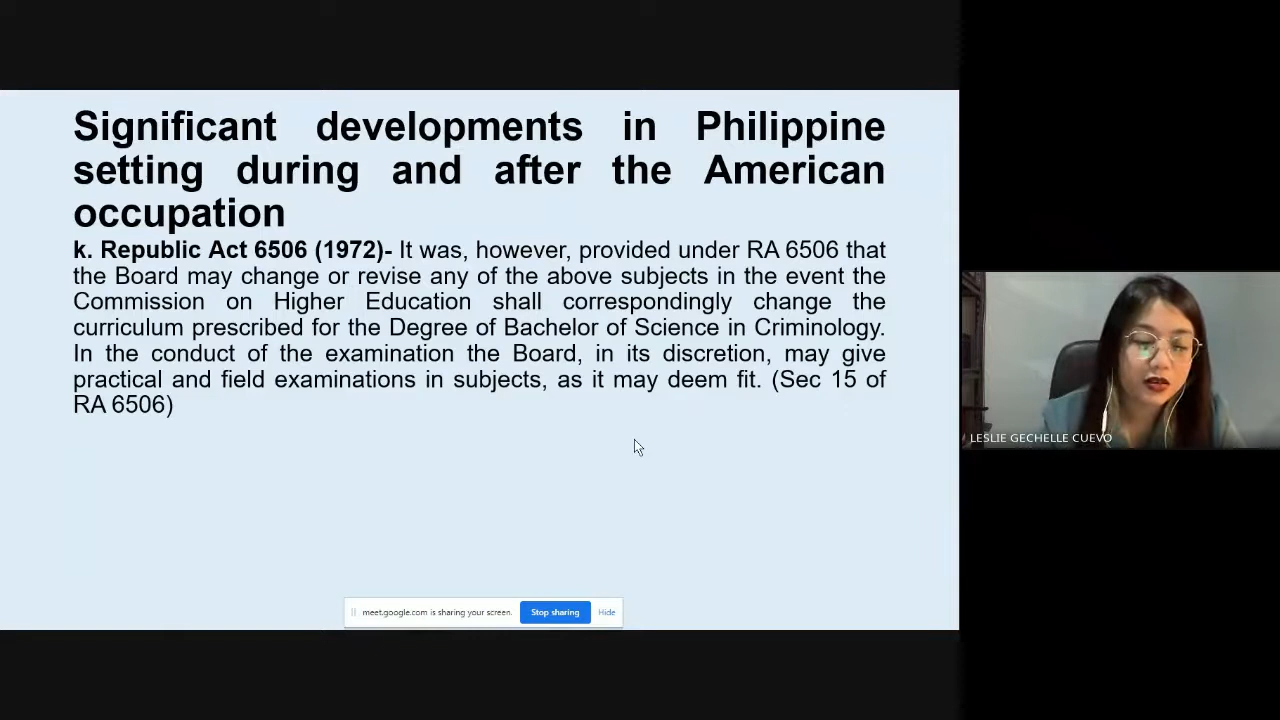 Significant developments in Philippine
setting during and after the American
occupation
k. Republic Act 6506 (1972)- It was, however, provided under RA 6506 that
the Board may change or revise any of the above subjects in the event the
Commission on Higher Education shall correspondingly change the
curriculum prescribed for the Degree of Bachelor of Science in Criminology.
In the conduct of the examination the Board, in its discretion, may give
practical and field examinations in subjects, as it may deem fit. (Sec 15 of
RA 6506)
LESLIE GECHELLE CUEVO
meet.google.com is sharing your screen. Stop sharing Hide